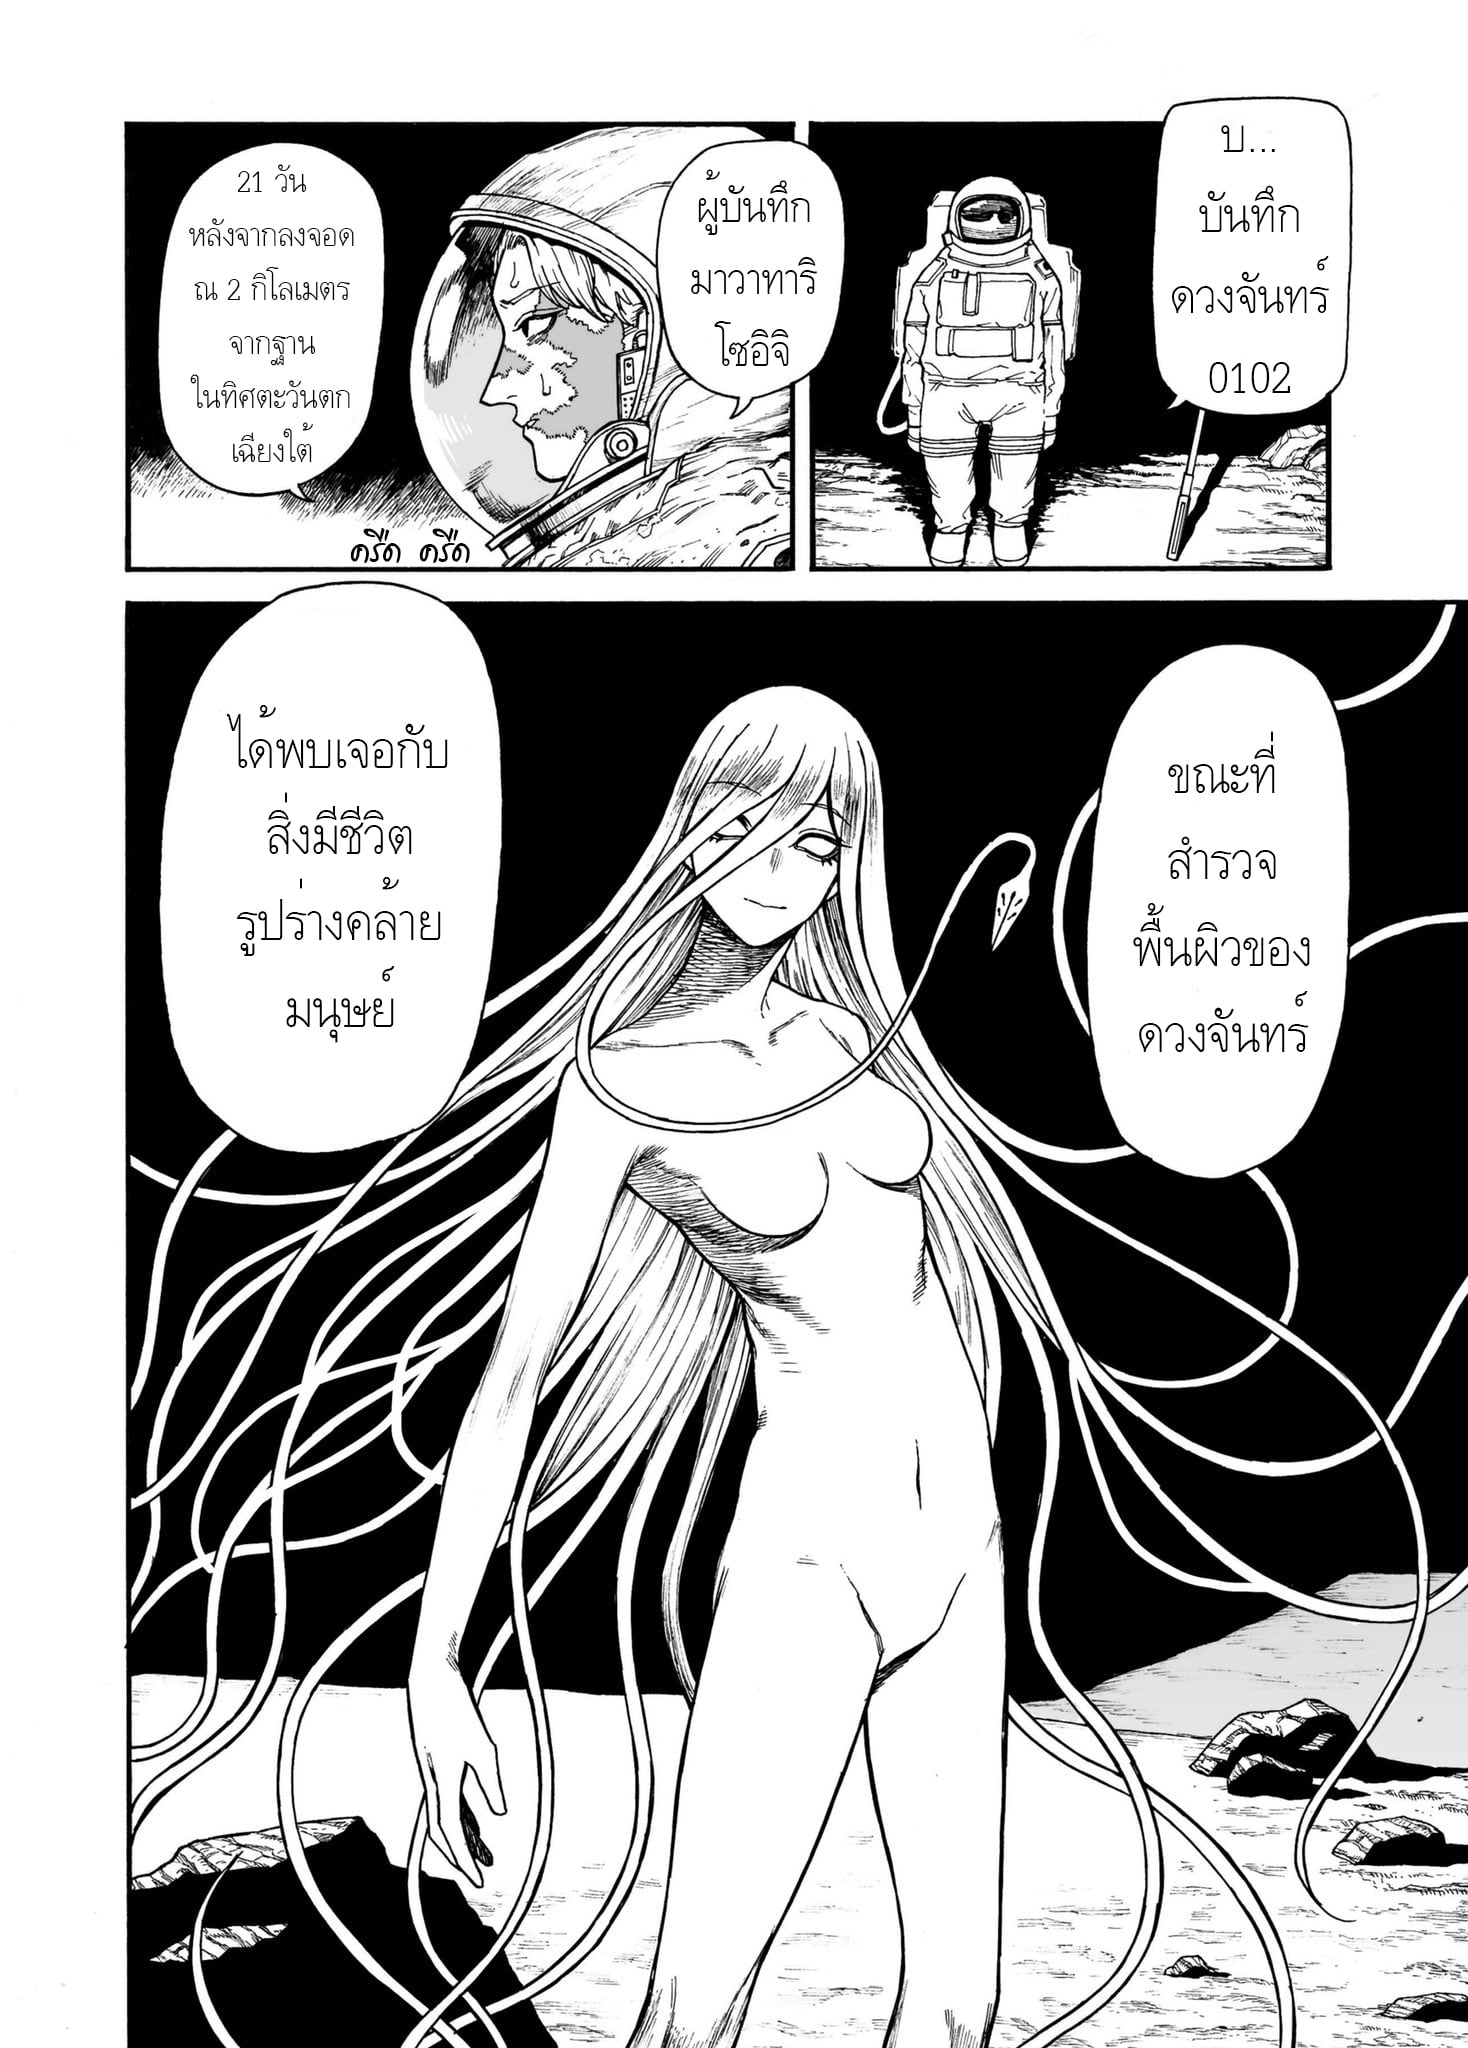 บ...
บันทึก
ดวงจันทร์
0102
ผู้บันทึก
มาวาทาริ
โซอิจิ
21 วัน
หลังจากลงจอด
ณ 2 กิโลเมตร
จากฐาน
ในทิศตะวันตก
เฉียงใต้
ครืด ครืด
ขณะที่
สำรวจ
พื้นผิวของ
ดวงจันทร์
ได้พบเจอกับ
สิ่งมีชีวิต
รูปร่างคล้าย
มนุษย์